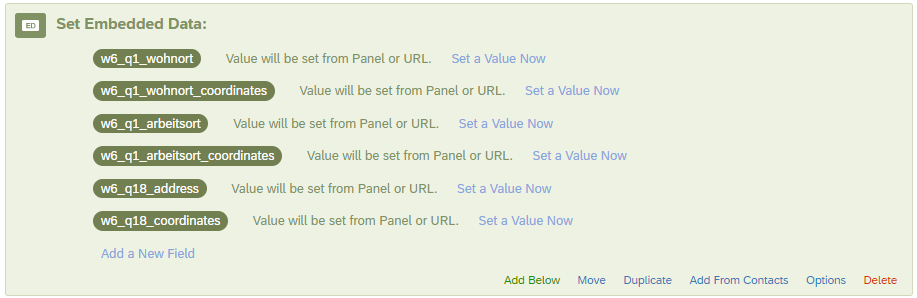 ED Set Embedded Data:
w6_q1_wohnort Value will be set from Panel or URL. Set a Value Now
w6_q1_wohnort_coordinates Value will be set from Panel or URL. Set a Value Now
w6_q1_arbeitsort Value will be set from Panel or URL. Set a Value Now
w6_q1_arbeitsort_coordinates Value will be set from Panel or URL. Set a Value Now
w6_q18_address Value will be set from Panel or URL. Set a Value Now
w6_q18_coordinates Value will be set from Panel or URL. Set a Value Now
Add a New Field
Add Below Move Duplicate Add From Contacts Options Delete